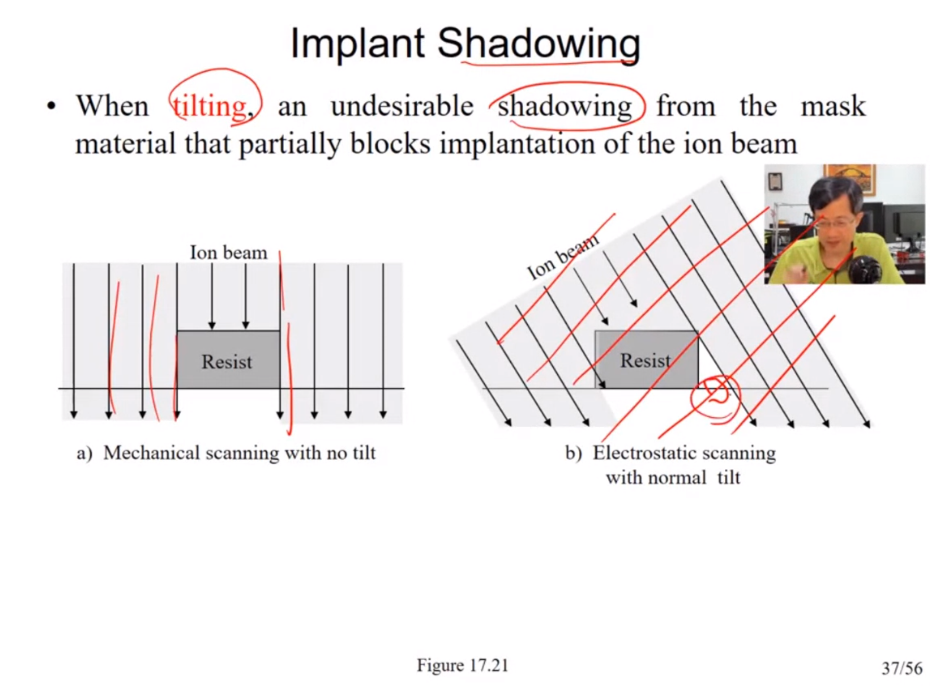 Implant Shadowing
• When tilting, an undesirable shadowing from the mask
material that partially blocks implantation of the ion beam
Ion beam
Resist
a) Mechanical scanning with no tilt
Ion beam
Resist
b) Electrostatic scanning
with normal tilt
Figure 17.21
37/56